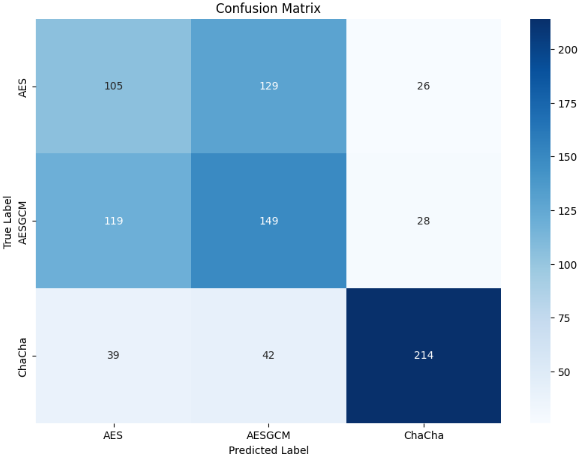 Confusion Matrix
AES
105
129
26
AESGCM
119
149
28
ChaCha
39
42
214
True Label
AES
AESGCM
ChaCha
Predicted Label
200
175
150
125
100
75
50